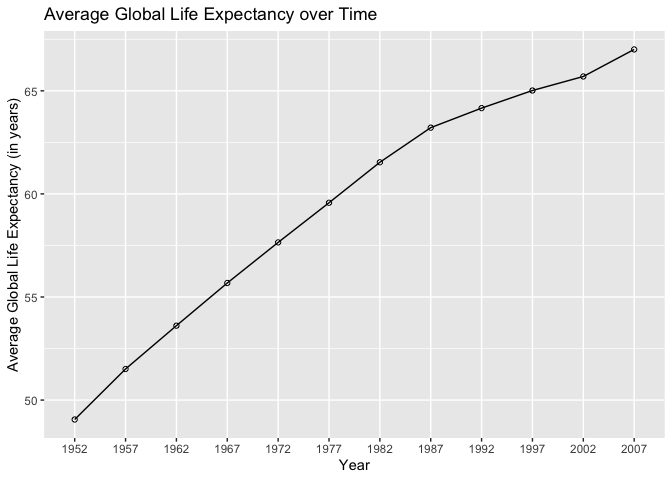 Average Global Life Expectancy over Time
Average Global Life Expectancy (in years)
65
60
55
50
1952 1957 1962 1967 1972 1977 1982 1987 1992 1997 2002 2007
Year